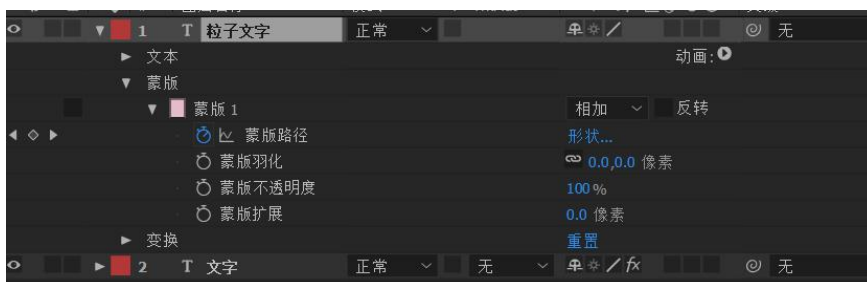 1 T 粒子文字 正常 无
文本 动画:
蒙版
蒙版 1 相加 反转
蒙版路径 形状...
蒙版羽化 0.0,0.0 像素
蒙版不透明度 100%
蒙版扩展 0.0 像素
变换 重置
2 T 文字 正常 无 fx 无